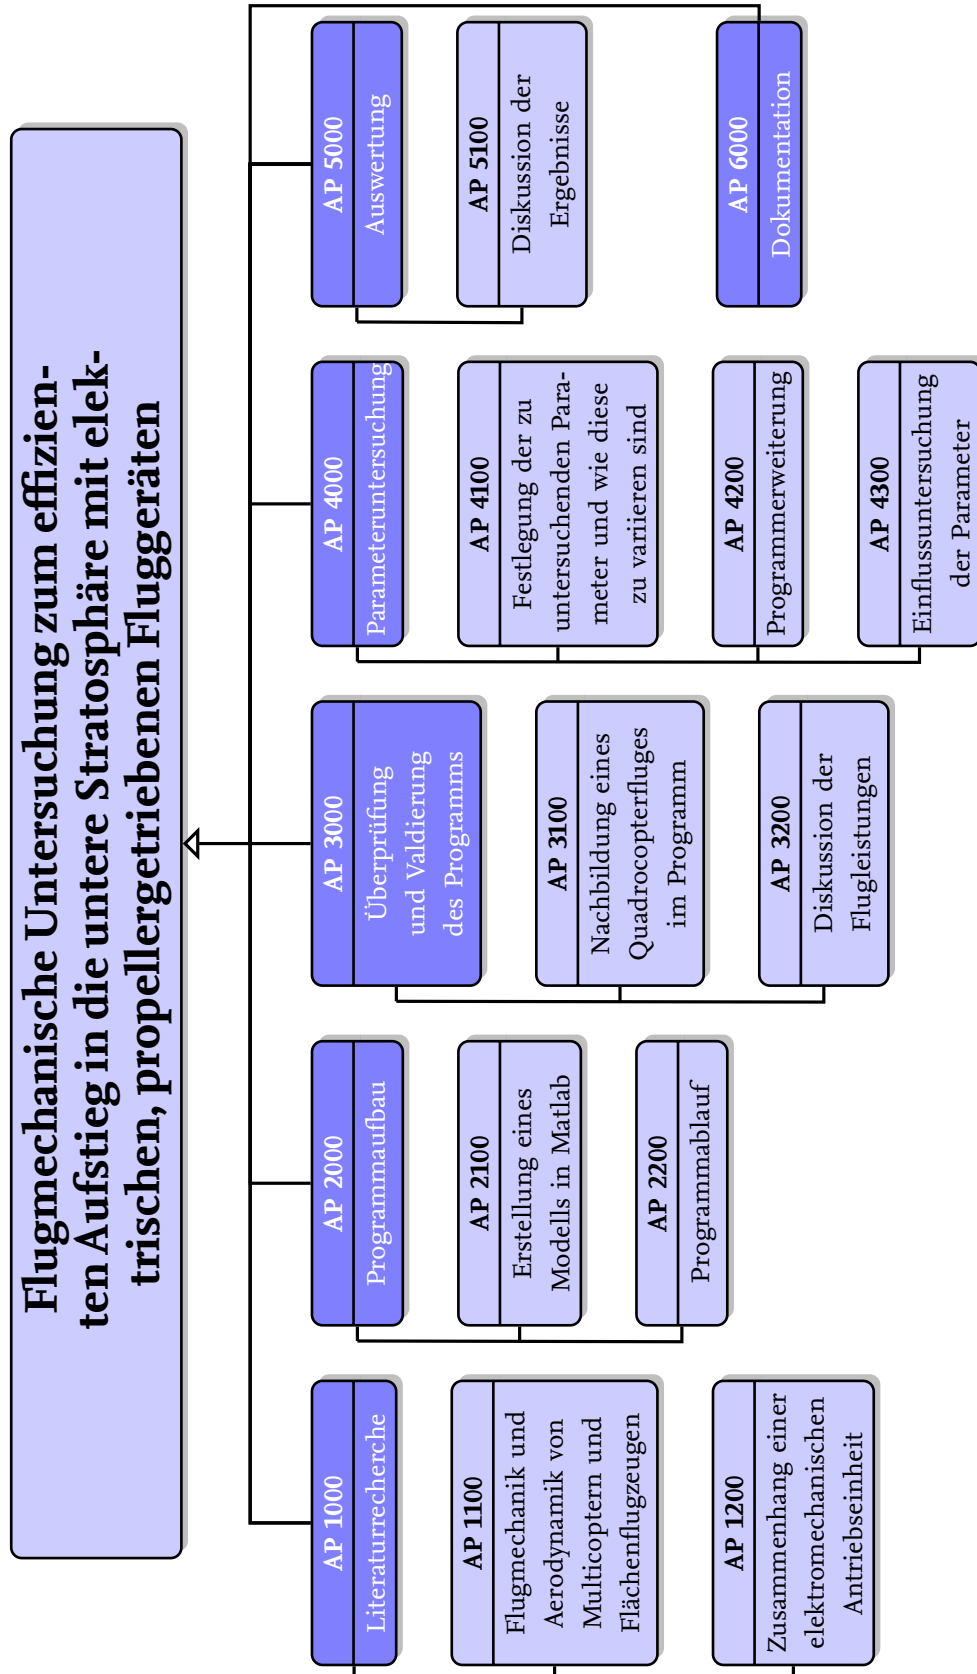 Flugmechanische Untersuchung zum effizien-
ten Aufstieg in die untere Stratosphäre mit elek-
trischen, propellergetriebenen Fluggeräten
AP 1000
Literaturrecherche
AP 1100
Flugmechanik und
Aerodynamik von
Multicoptern und
Flächenflugzeugen
AP 1200
Zusammenhang einer
elektromechanischen
Antriebseinheit
AP 2000
Programmaufbau
AP 2100
Erstellung eines
Modells in Matlab
AP 2200
Programmablauf
AP 3000
Überprüfung
und Valdierung
des Programms
AP 3100
Nachbildung eines
Quadrocopterfluges
im Programm
AP 3200
Diskussion der
Flugleistungen
AP 4000
Parameteruntersuchung
AP 4100
Festlegung der zu
untersuchenden Para-
meter und wie diese
zu variieren sind
AP 4200
Programmerweiterung
AP 4300
Einflussuntersuchung
der Parameter
AP 5000
Auswertung
AP 5100
Diskussion der
Ergebnisse
AP 6000
Dokumentation